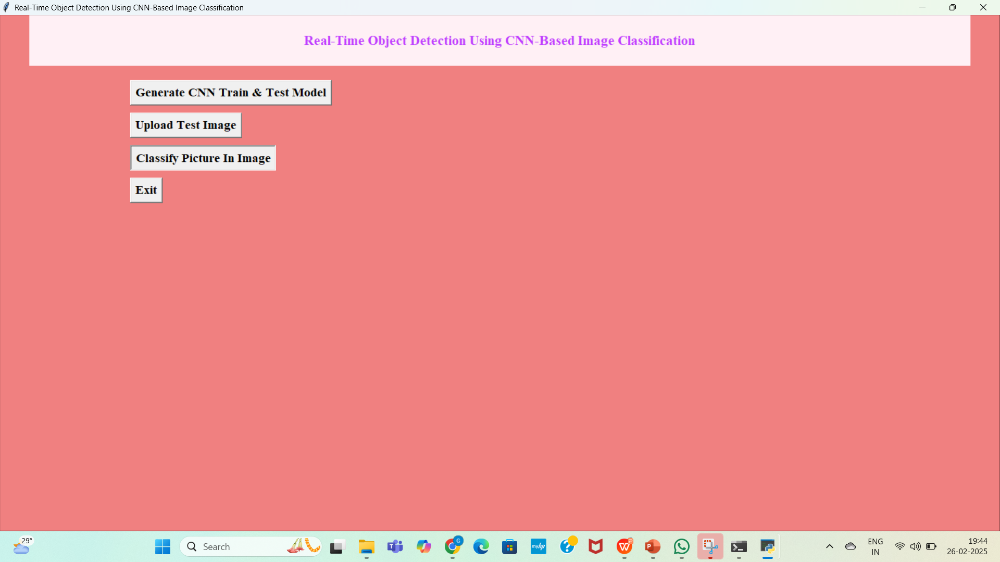 Real-Time Object Detection Using CNN-Based Image Classification
Real-Time Object Detection Using CNN-Based Image Classification
Generate CNN Train & Test Model
Upload Test Image
Classify Picture In Image
Exit
29°
Search
G
myhp
?
W
P
P
ENG
IN
19:44
26-02-2025